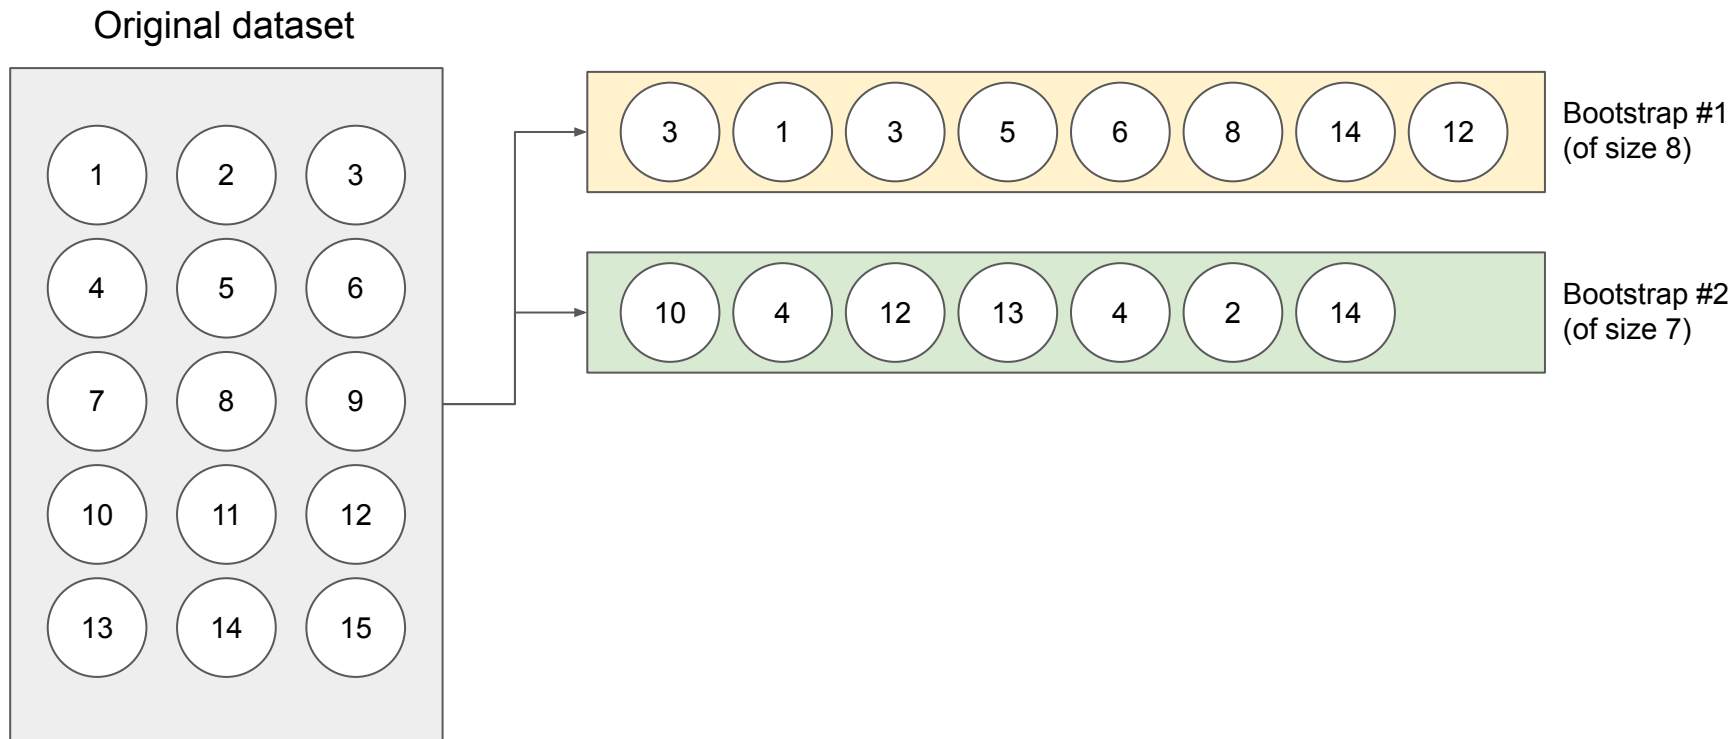 Original dataset
1 2 3
4 5 6
7 8 9
10 11 12
13 14 15
3 1 3 5 6 8 14 12
Bootstrap #1
(of size 8)
10 4 12 13 4 2 14
Bootstrap #2
(of size 7)